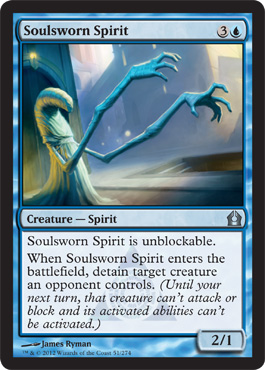 Soulsworn Spirit 3
Creature — Spirit
Soulsworn Spirit is unblockable.
When Soulsworn Spirit enters the
battlefield, detain target creature
an opponent controls. (Until your
next turn, that creature can't attack or
block and its activated abilities can't
be activated.)
James Ryman
™ & © 2012 Wizards of the Coast 51/274
2/1